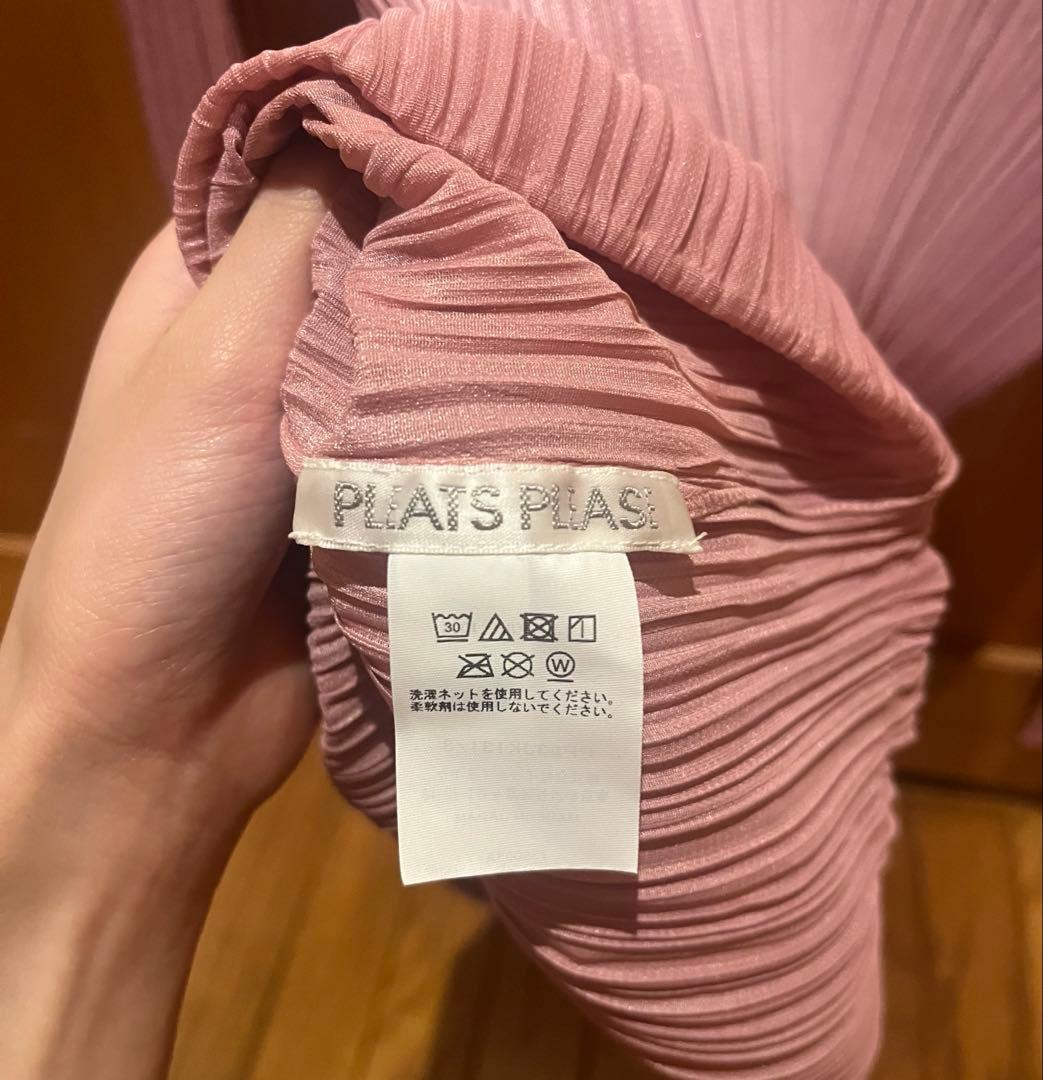 PLEATS PLEASE
30
W
洗濯ネットを使用してください。
柔軟剤は使用しないでください。